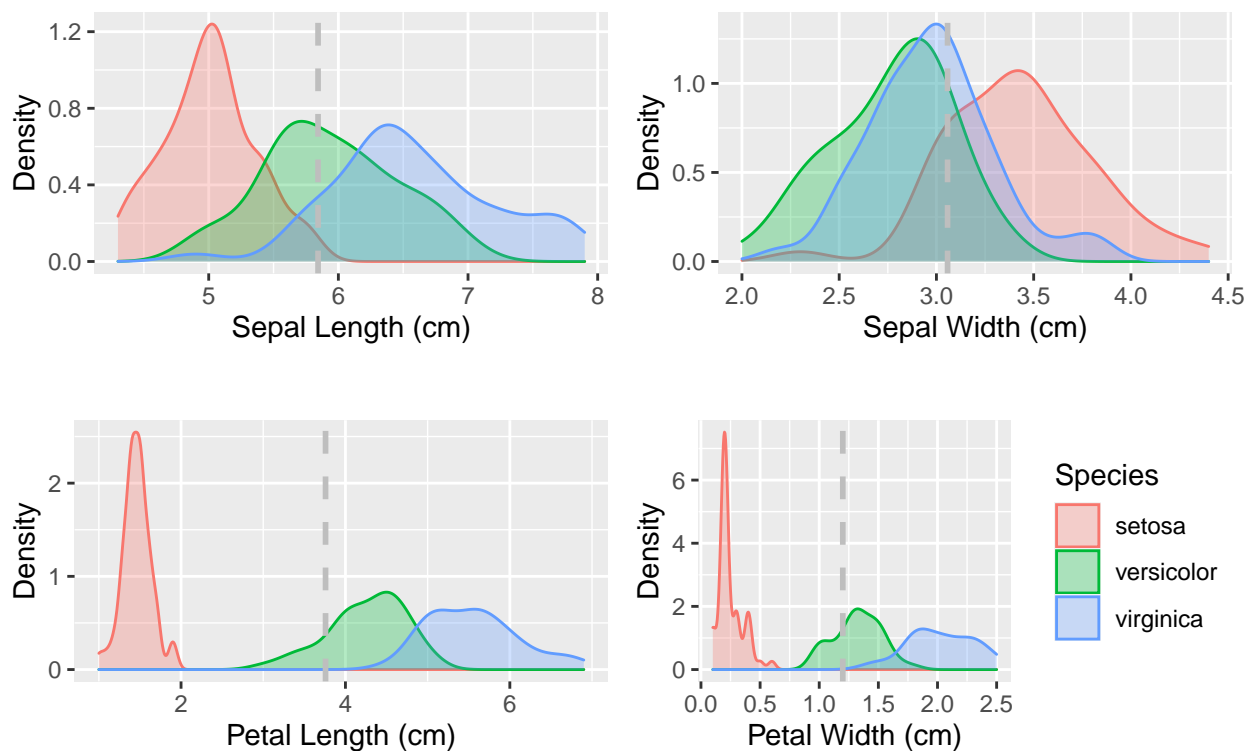 Density
1.2
0.8
0.4
0.0
5 6 7 8
Sepal Length (cm)
Density
1.0
0.5
0.0
2.0 2.5 3.0 3.5 4.0 4.5
Sepal Width (cm)
Density
2
1
0
2 4 6
Petal Length (cm)
Density
6
4
2
0
0.0 0.5 1.0 1.5 2.0 2.5
Petal Width (cm)
Species
setosa
versicolor
virginica